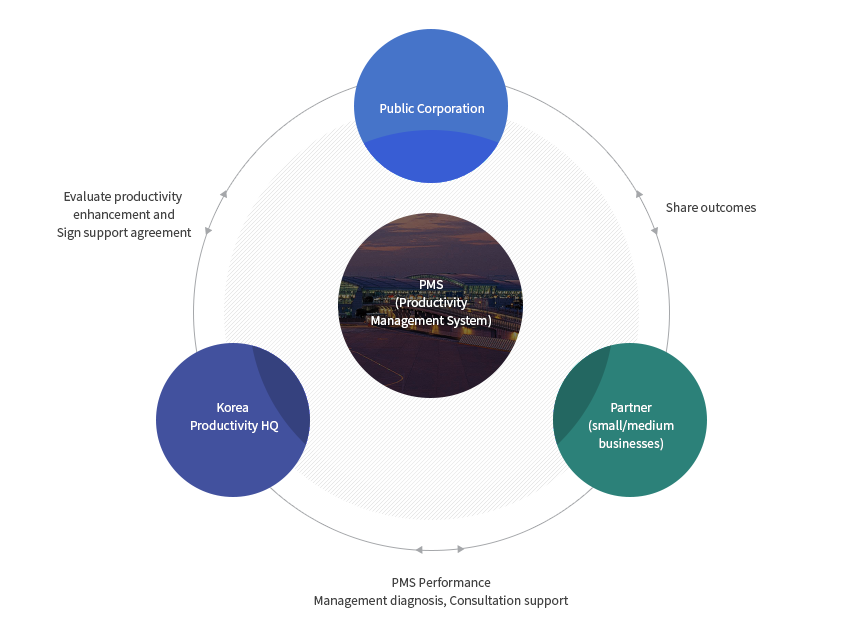 Public Corporation
Evaluate productivity
enhancement and
Sign support agreement
Share outcomes
PMS
(Productivity
Management System)
Korea
Productivity HQ
Partner
(small/medium
businesses)
PMS Performance
Management diagnosis, Consultation support